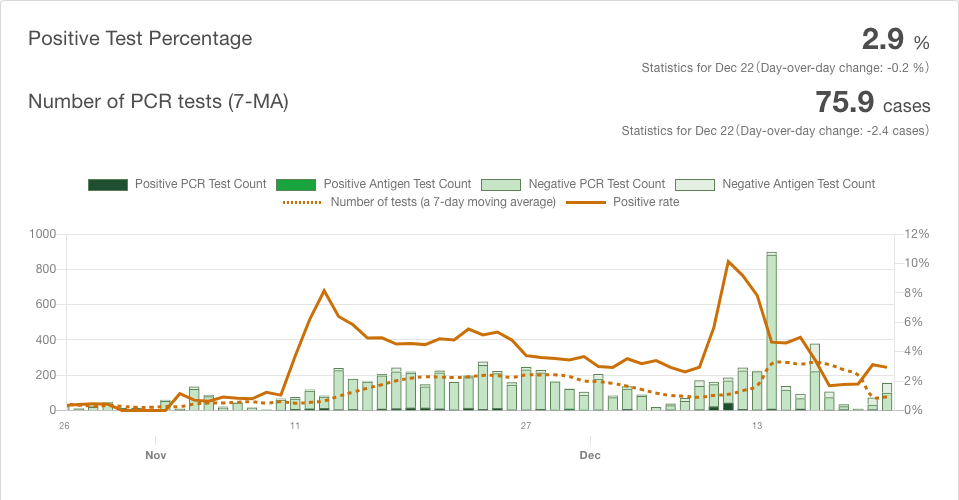 Positive Test Percentage
2.9 %
Statistics for Dec 22(Day-over-day change: -0.2 %)
Number of PCR tests (7-MA)
75.9 cases
Statistics for Dec 22(Day-over-day change: -2.4 cases)
Positive PCR Test Count Positive Antigen Test Count Negative PCR Test Count Negative Antigen Test Count
Number of tests (a 7-day moving average) Positive rate
1000 12%
10%
800
8%
600
6%
400
4%
200
2%
0 0%
26 11 27 13
Nov Dec